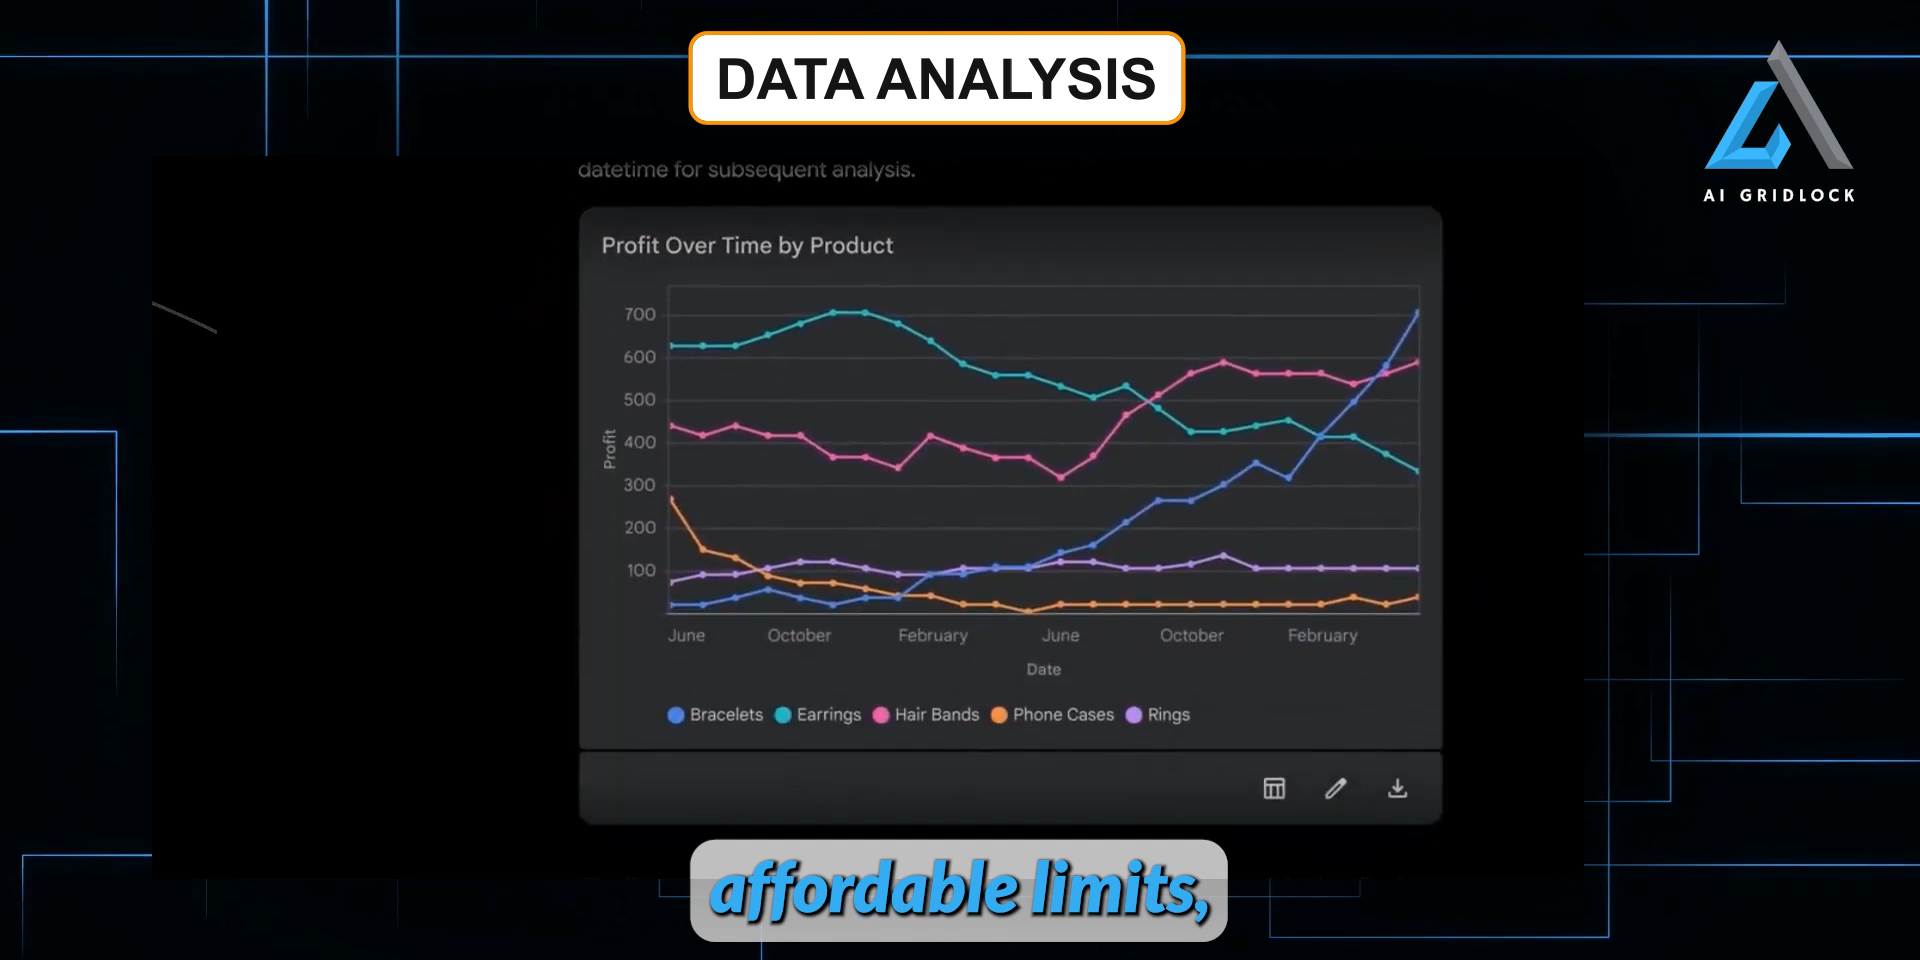 DATA ANALYSIS
AI GRIDLOCK
datetime for subsequent analysis.
Profit Over Time by Product
700
600
500
400
300
200
100
Profit
June October February June October February
Date
Bracelets Earrings Hair Bands Phone Cases Rings
affordable limits,